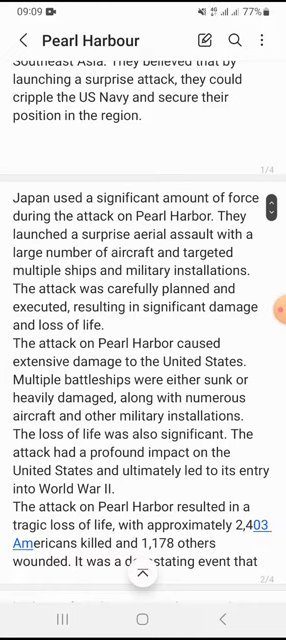 09:09 77%
Pearl Harbour
Southeast Asia. They believed that by
launching a surprise attack, they could
cripple the US Navy and secure their
position in the region.
1/4
Japan used a significant amount of force
during the attack on Pearl Harbor. They
launched a surprise aerial assault with a
large number of aircraft and targeted
multiple ships and military installations.
The attack was carefully planned and
executed, resulting in significant damage
and loss of life.
The attack on Pearl Harbor caused
extensive damage to the United States.
Multiple battleships were either sunk or
heavily damaged, along with numerous
aircraft and other military installations.
The loss of life was also significant. The
attack had a profound impact on the
United States and ultimately led to its entry
into World War II.
The attack on Pearl Harbor resulted in a
tragic loss of life, with approximately 2,403
Americans killed and 1,178 others
wounded. It was a devastating event that
2/4